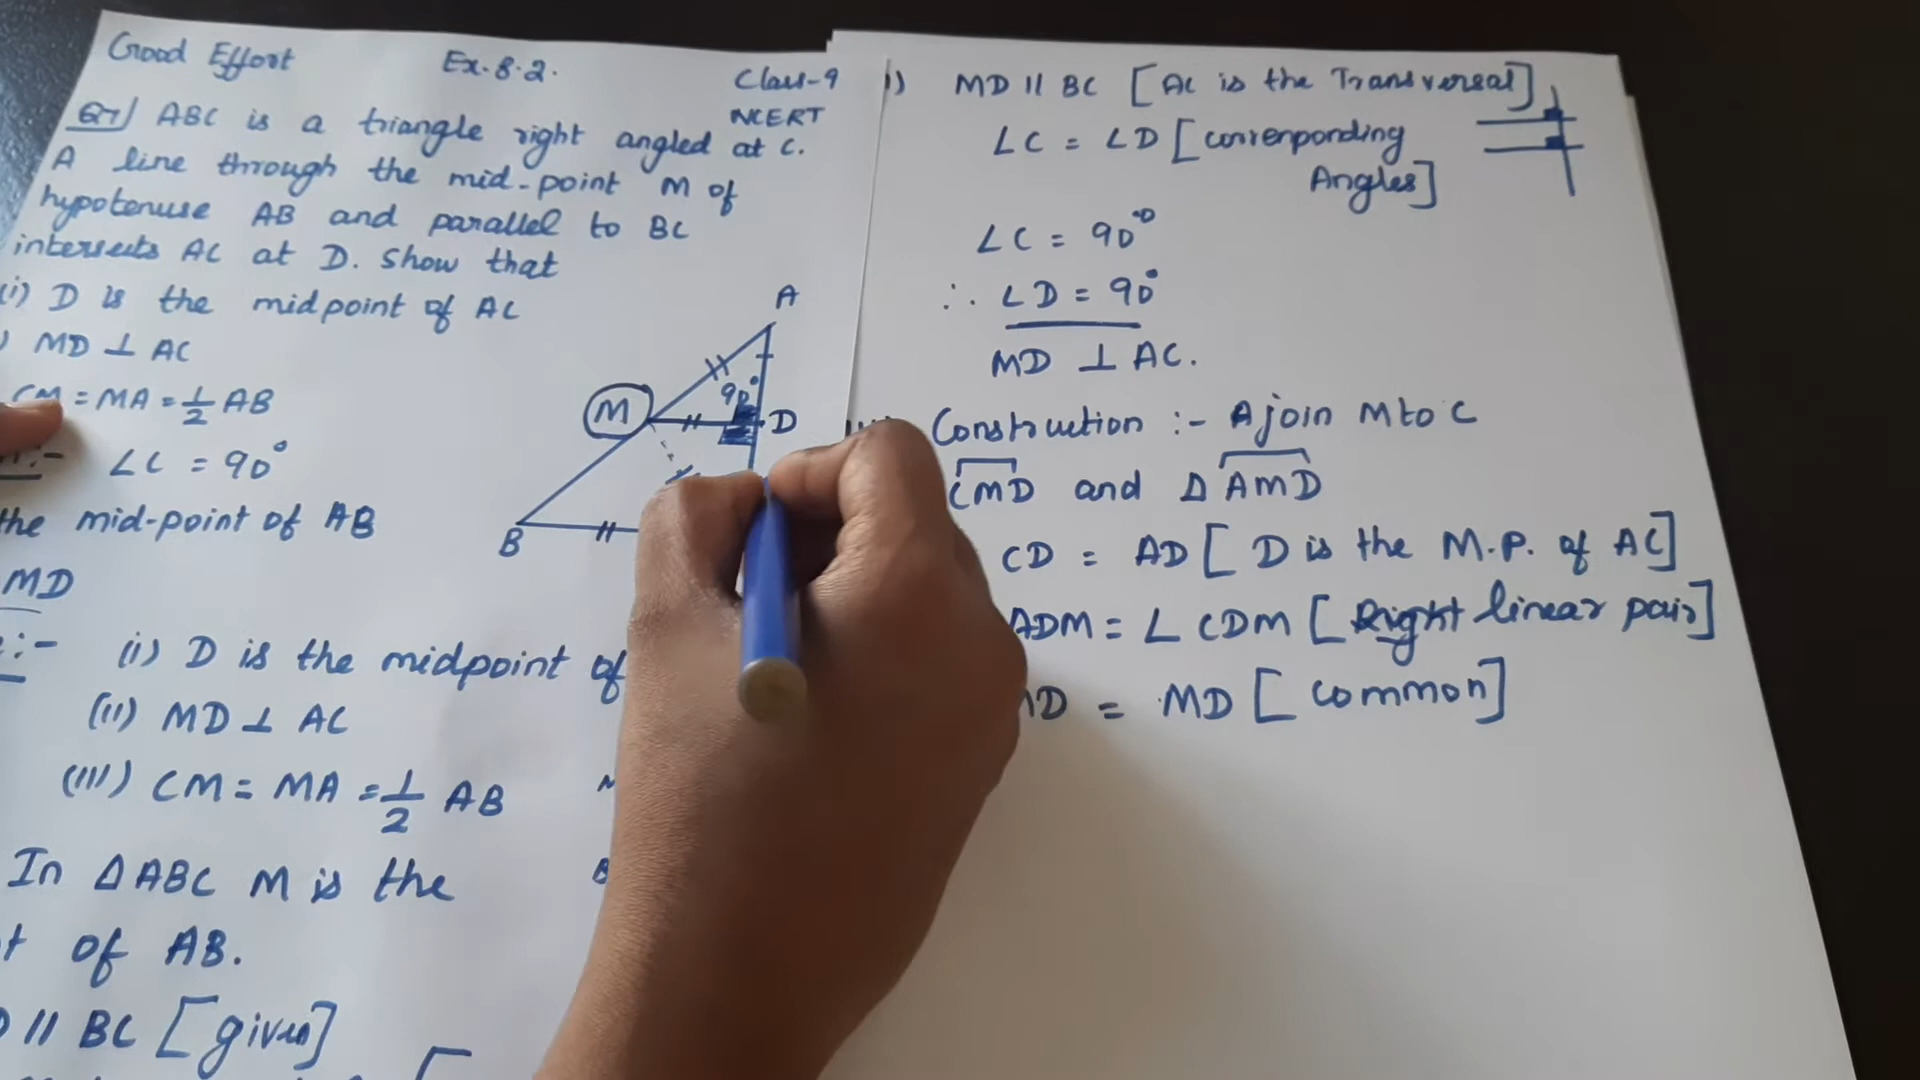 Good Effort Ex. 8.2. Class-9
NCERT
Q7) ABC is a triangle right angled at C.
A line through the mid-point M of
hypotenuse AB and parallel to BC
intersects AC at D. Show that
(i) D is the midpoint of AC
) MD ⊥ AC
CM = MA = 1/2 AB
∠C = 90°
the mid-point of AB
MD
:- (i) D is the midpoint of
(ii) MD ⊥ AC
(iii) CM = MA = 1/2 AB
In △ABC M is the
of AB.
|| BC [given]
A
M
90°
D
B
i) MD || BC [AC is the Transversal]
∠C = ∠D [corresponding
Angles]
∠C = 90°
∴ ∠D = 90°
MD ⊥ AC.
Construction :- A join M to C
CMD and △ AMD
CD = AD [D is the M.P. of AC]
ADM = ∠CDM [Right linear pair]
MD = MD [common]